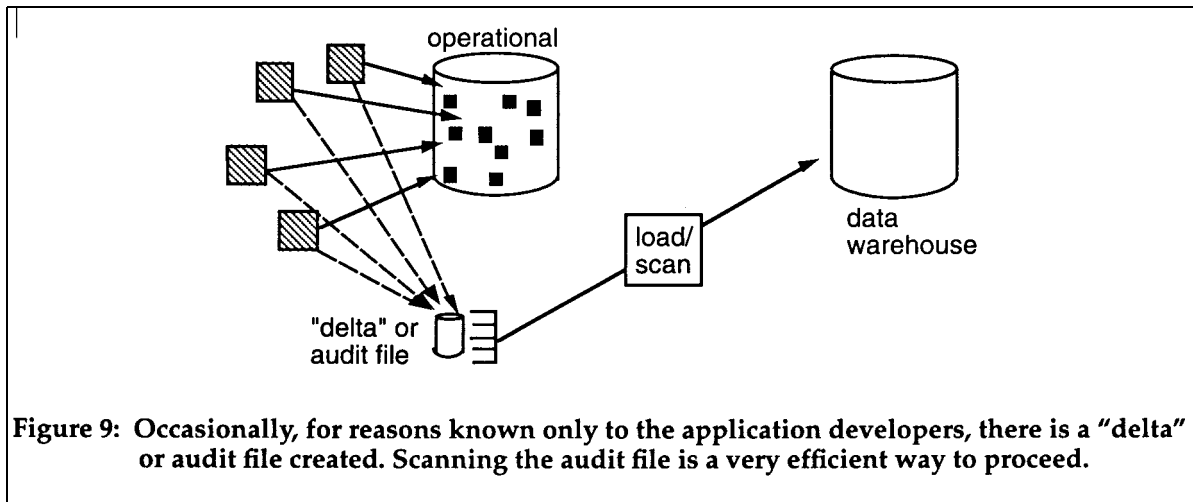 operational
load/
scan
data
warehouse
"delta" or
audit file
Figure 9: Occasionally, for reasons known only to the application developers, there is a "delta"
or audit file created. Scanning the audit file is a very efficient way to proceed.